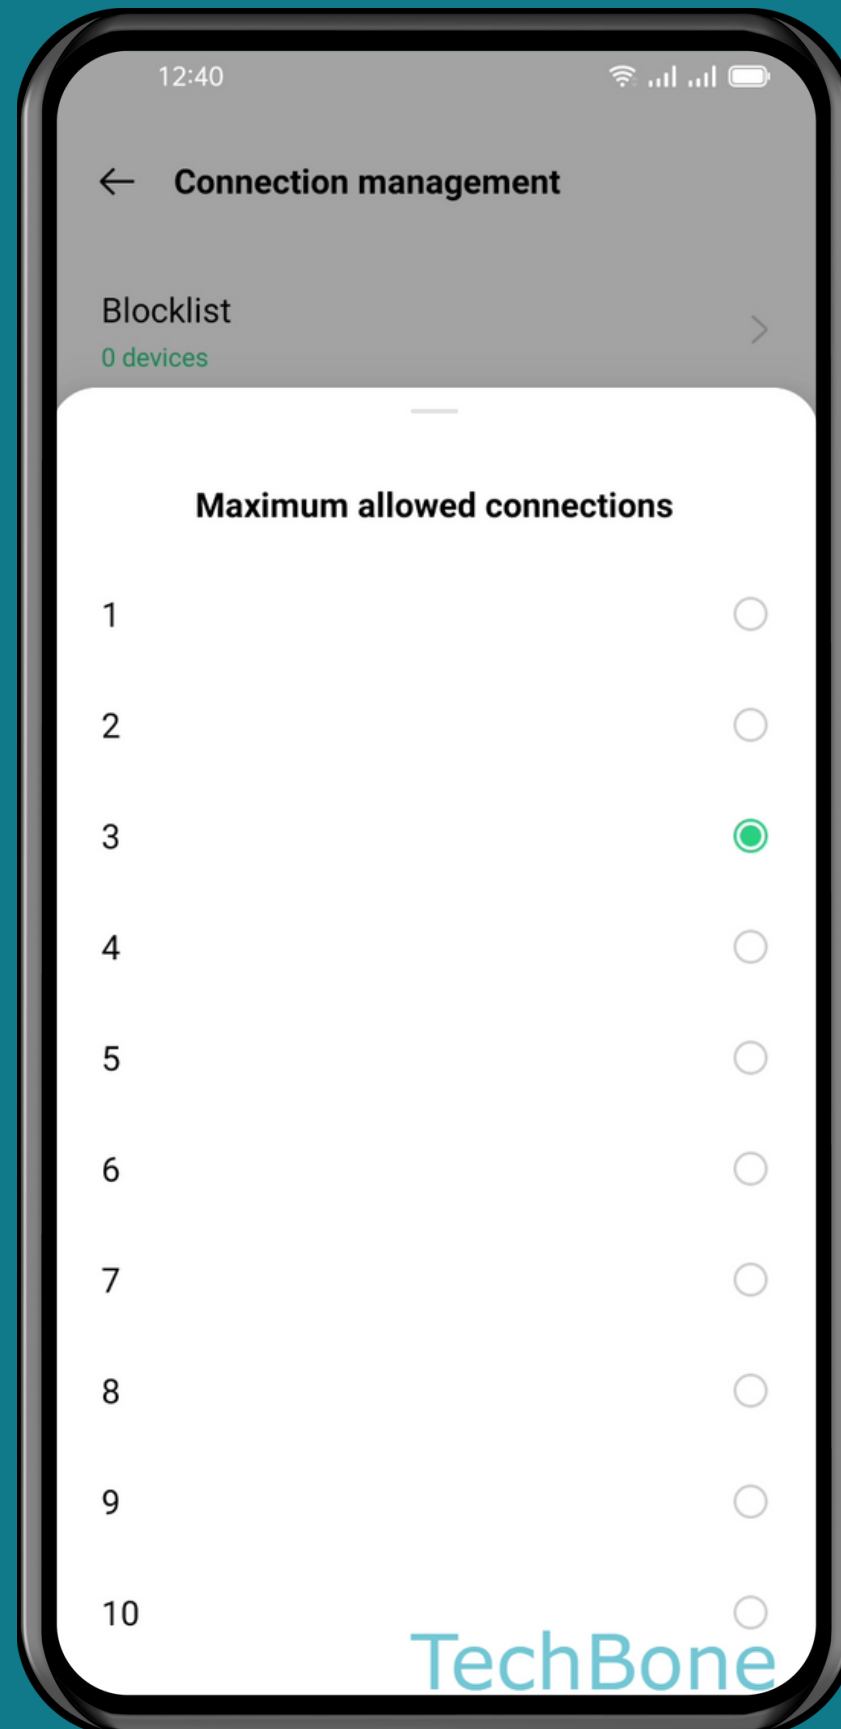 12:40
Connection management
Blocklist
0 devices
Maximum allowed connections
1
2
3
4
5
6
7
8
9
10
TechBone